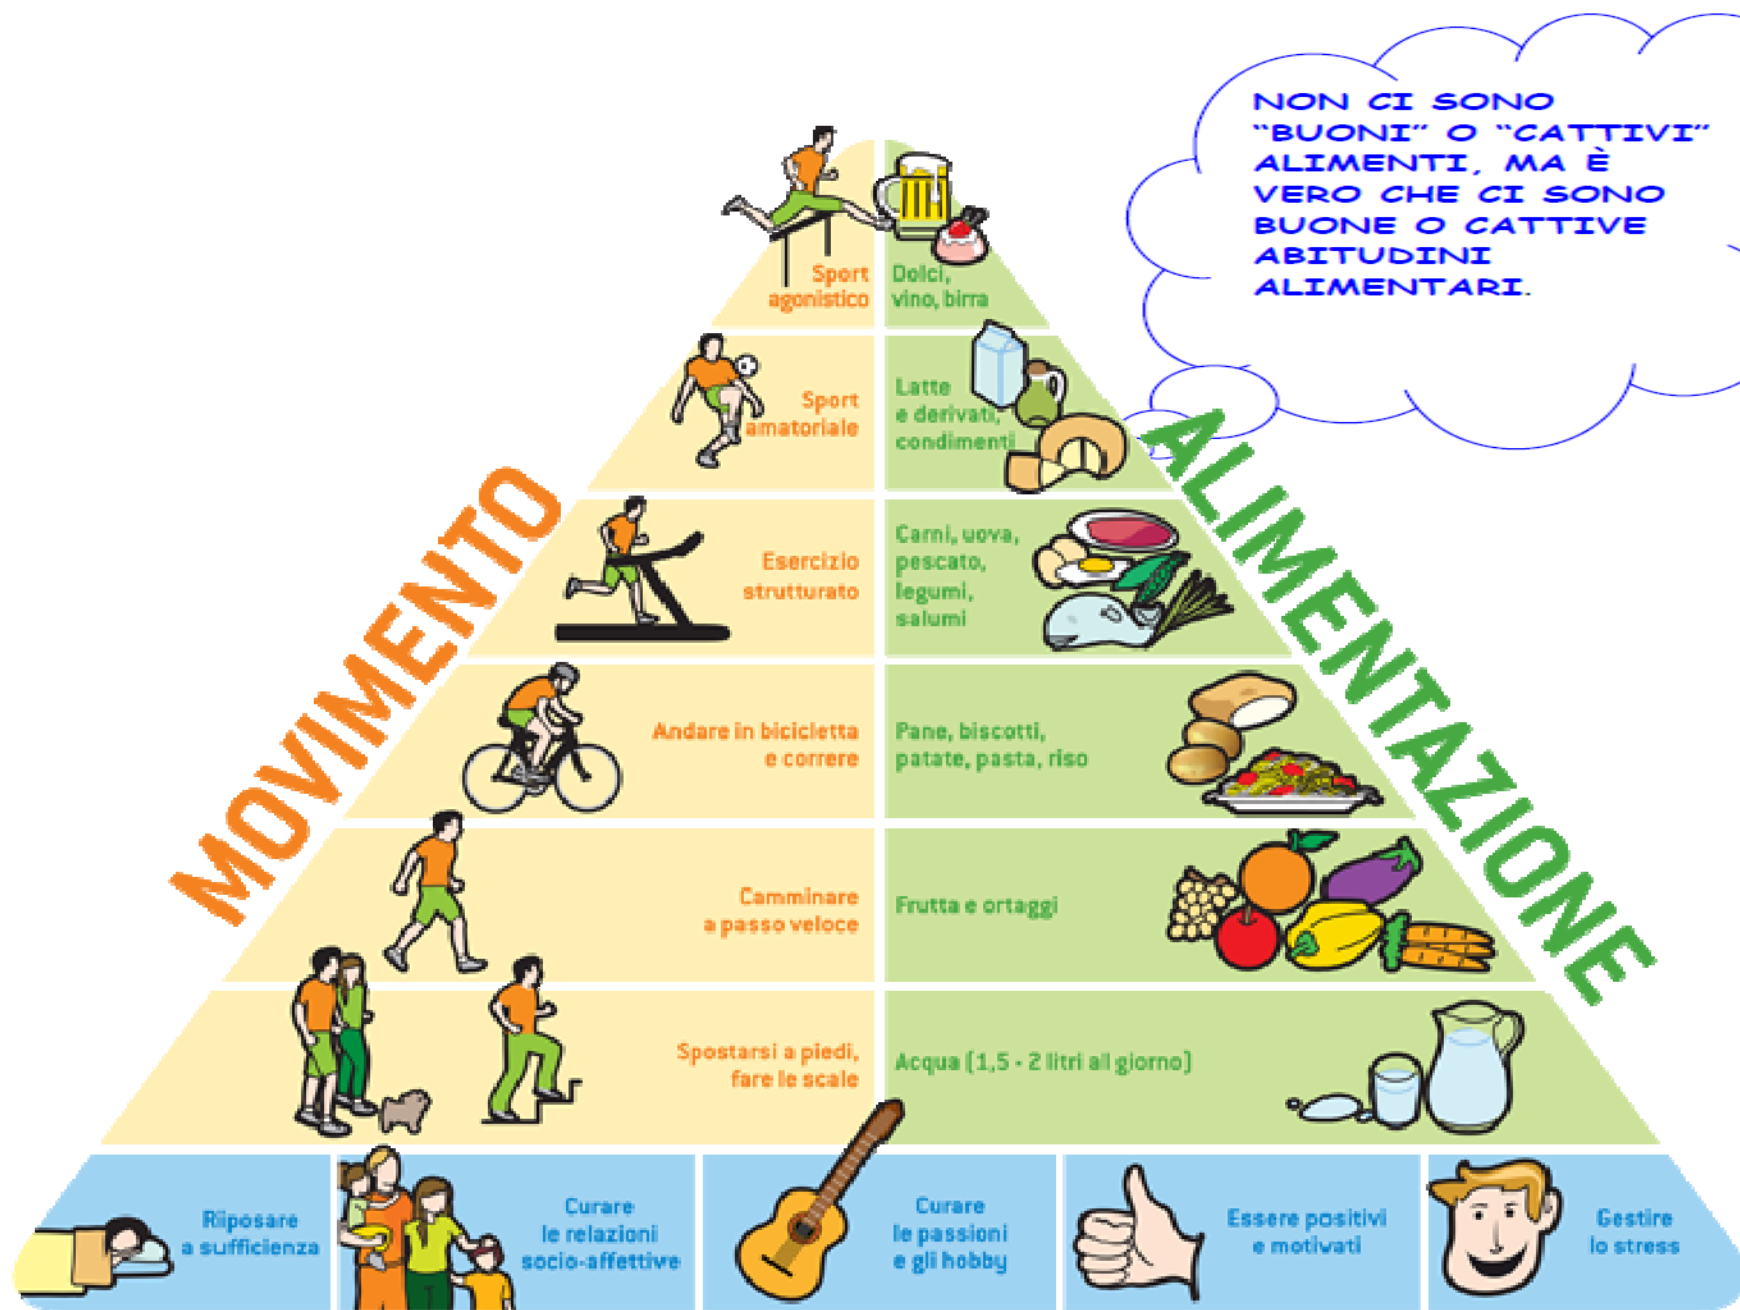 NON CI SONO
“BUONI” O “CATTIVI”
ALIMENTI, MA È
VERO CHE CI SONO
BUONE O CATTIVE
ABITUDINI
ALIMENTARI.
MOVIMENTO
ALIMENTAZIONE
Sport
agonistico
Dolci,
vino, birra
Sport
amatoriale
Latte
e derivati,
condimenti
Esercizio
strutturato
Carni, uova,
pescato,
legumi,
salumi
Andare in bicicletta
e correre
Pane, biscotti,
patate, pasta, riso
Camminare
a passo veloce
Frutta e ortaggi
Spostarsi a piedi,
fare le scale
Acqua (1,5 - 2 litri al giorno)
Riposare
a sufficienza
Curare
le relazioni
socio-affettive
Curare
le passioni
e gli hobby
Essere positivi
e motivati
Gestire
lo stress